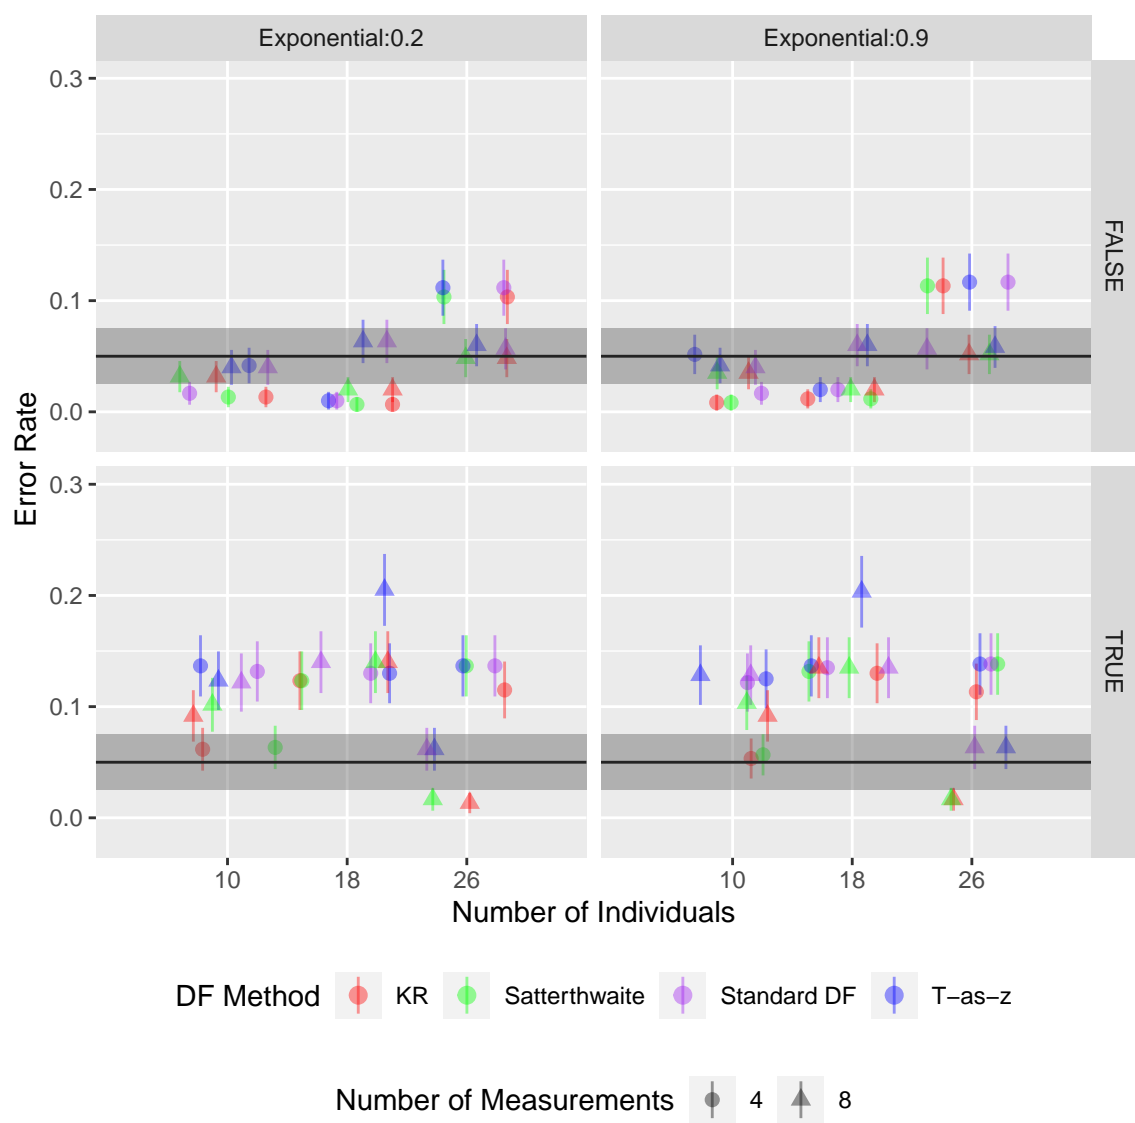 Exponential:0.2
Exponential:0.9
0.3
0.2
0.1
0.0
FALSE
Error Rate
0.3
0.2
0.1
0.0
TRUE
10
18
26
10
18
26
Number of Individuals
DF Method
KR
Satterthwaite
Standard DF
T−as−z
Number of Measurements
4
8